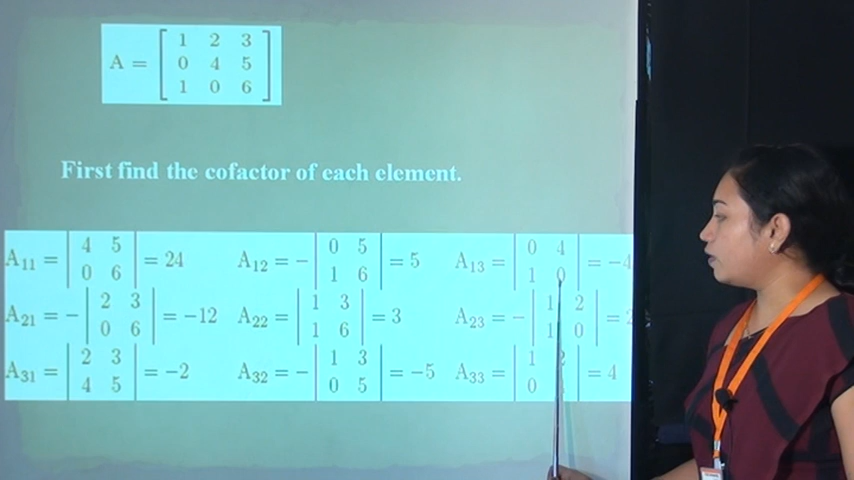 A = [ 1 2 3
0 4 5
1 0 6 ]
First find the cofactor of each element.
A₁₁ = | 4 5 | = 24 A₁₂ = − | 0 5 | = 5 A₁₃ = | 0 4 | = −4
| 0 6 | | 1 6 | | 1 0 |
A₂₁ = − | 2 3 | = −12 A₂₂ = | 1 3 | = 3 A₂₃ = − | 1 2 | = 2
| 0 6 | | 1 6 | | 1 0 |
A₃₁ = | 2 3 | = −2 A₃₂ = − | 1 3 | = −5 A₃₃ = | 1 2 | = 4
| 4 5 | | 0 5 | | 0